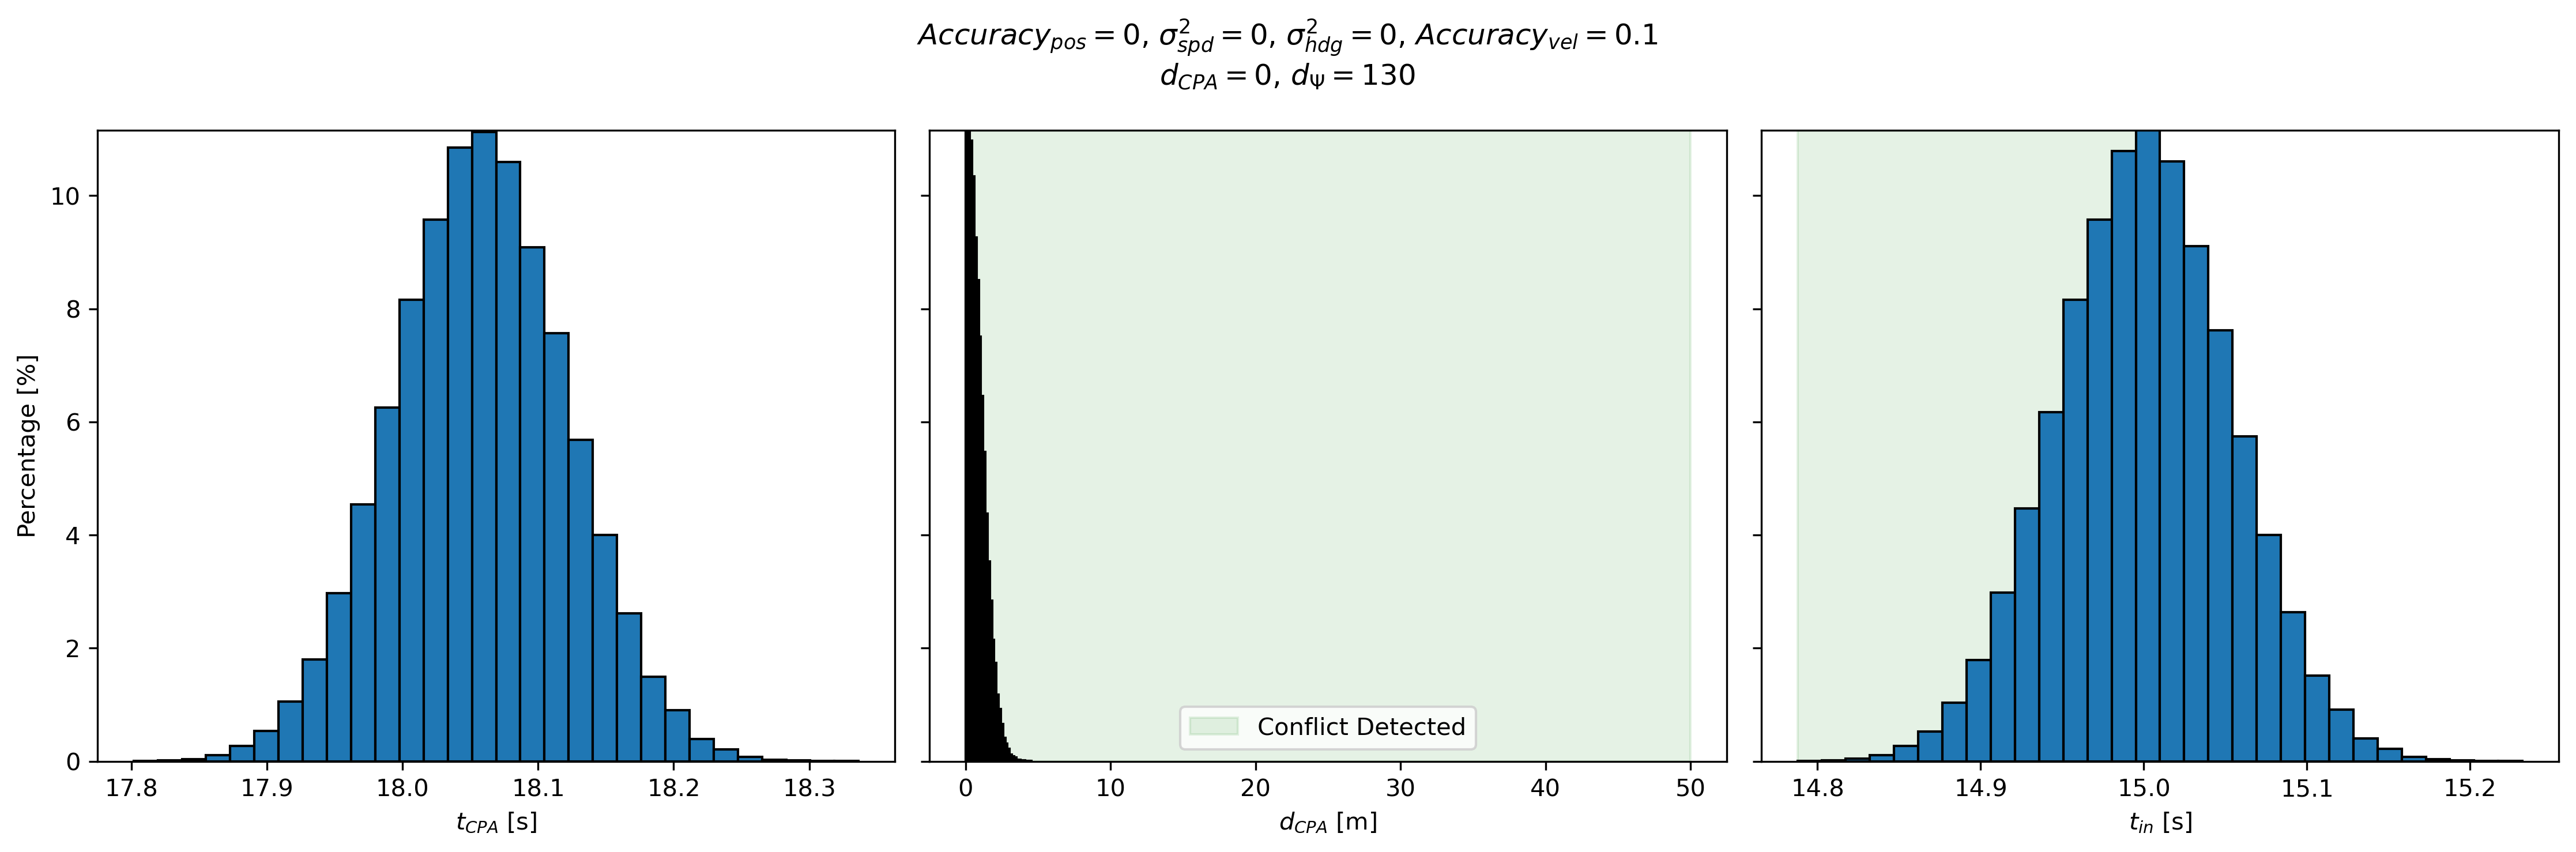 Accuracy_pos = 0, σ²_spd = 0, σ²_hdg = 0, Accuracy_vel = 0.1
d_CPA = 0, d_ψ = 130
Percentage [%]
10
8
6
4
2
0
17.8 17.9 18.0 18.1 18.2 18.3
t_CPA [s]
Conflict Detected
0 10 20 30 40 50
d_CPA [m]
14.8 14.9 15.0 15.1 15.2
t_in [s]